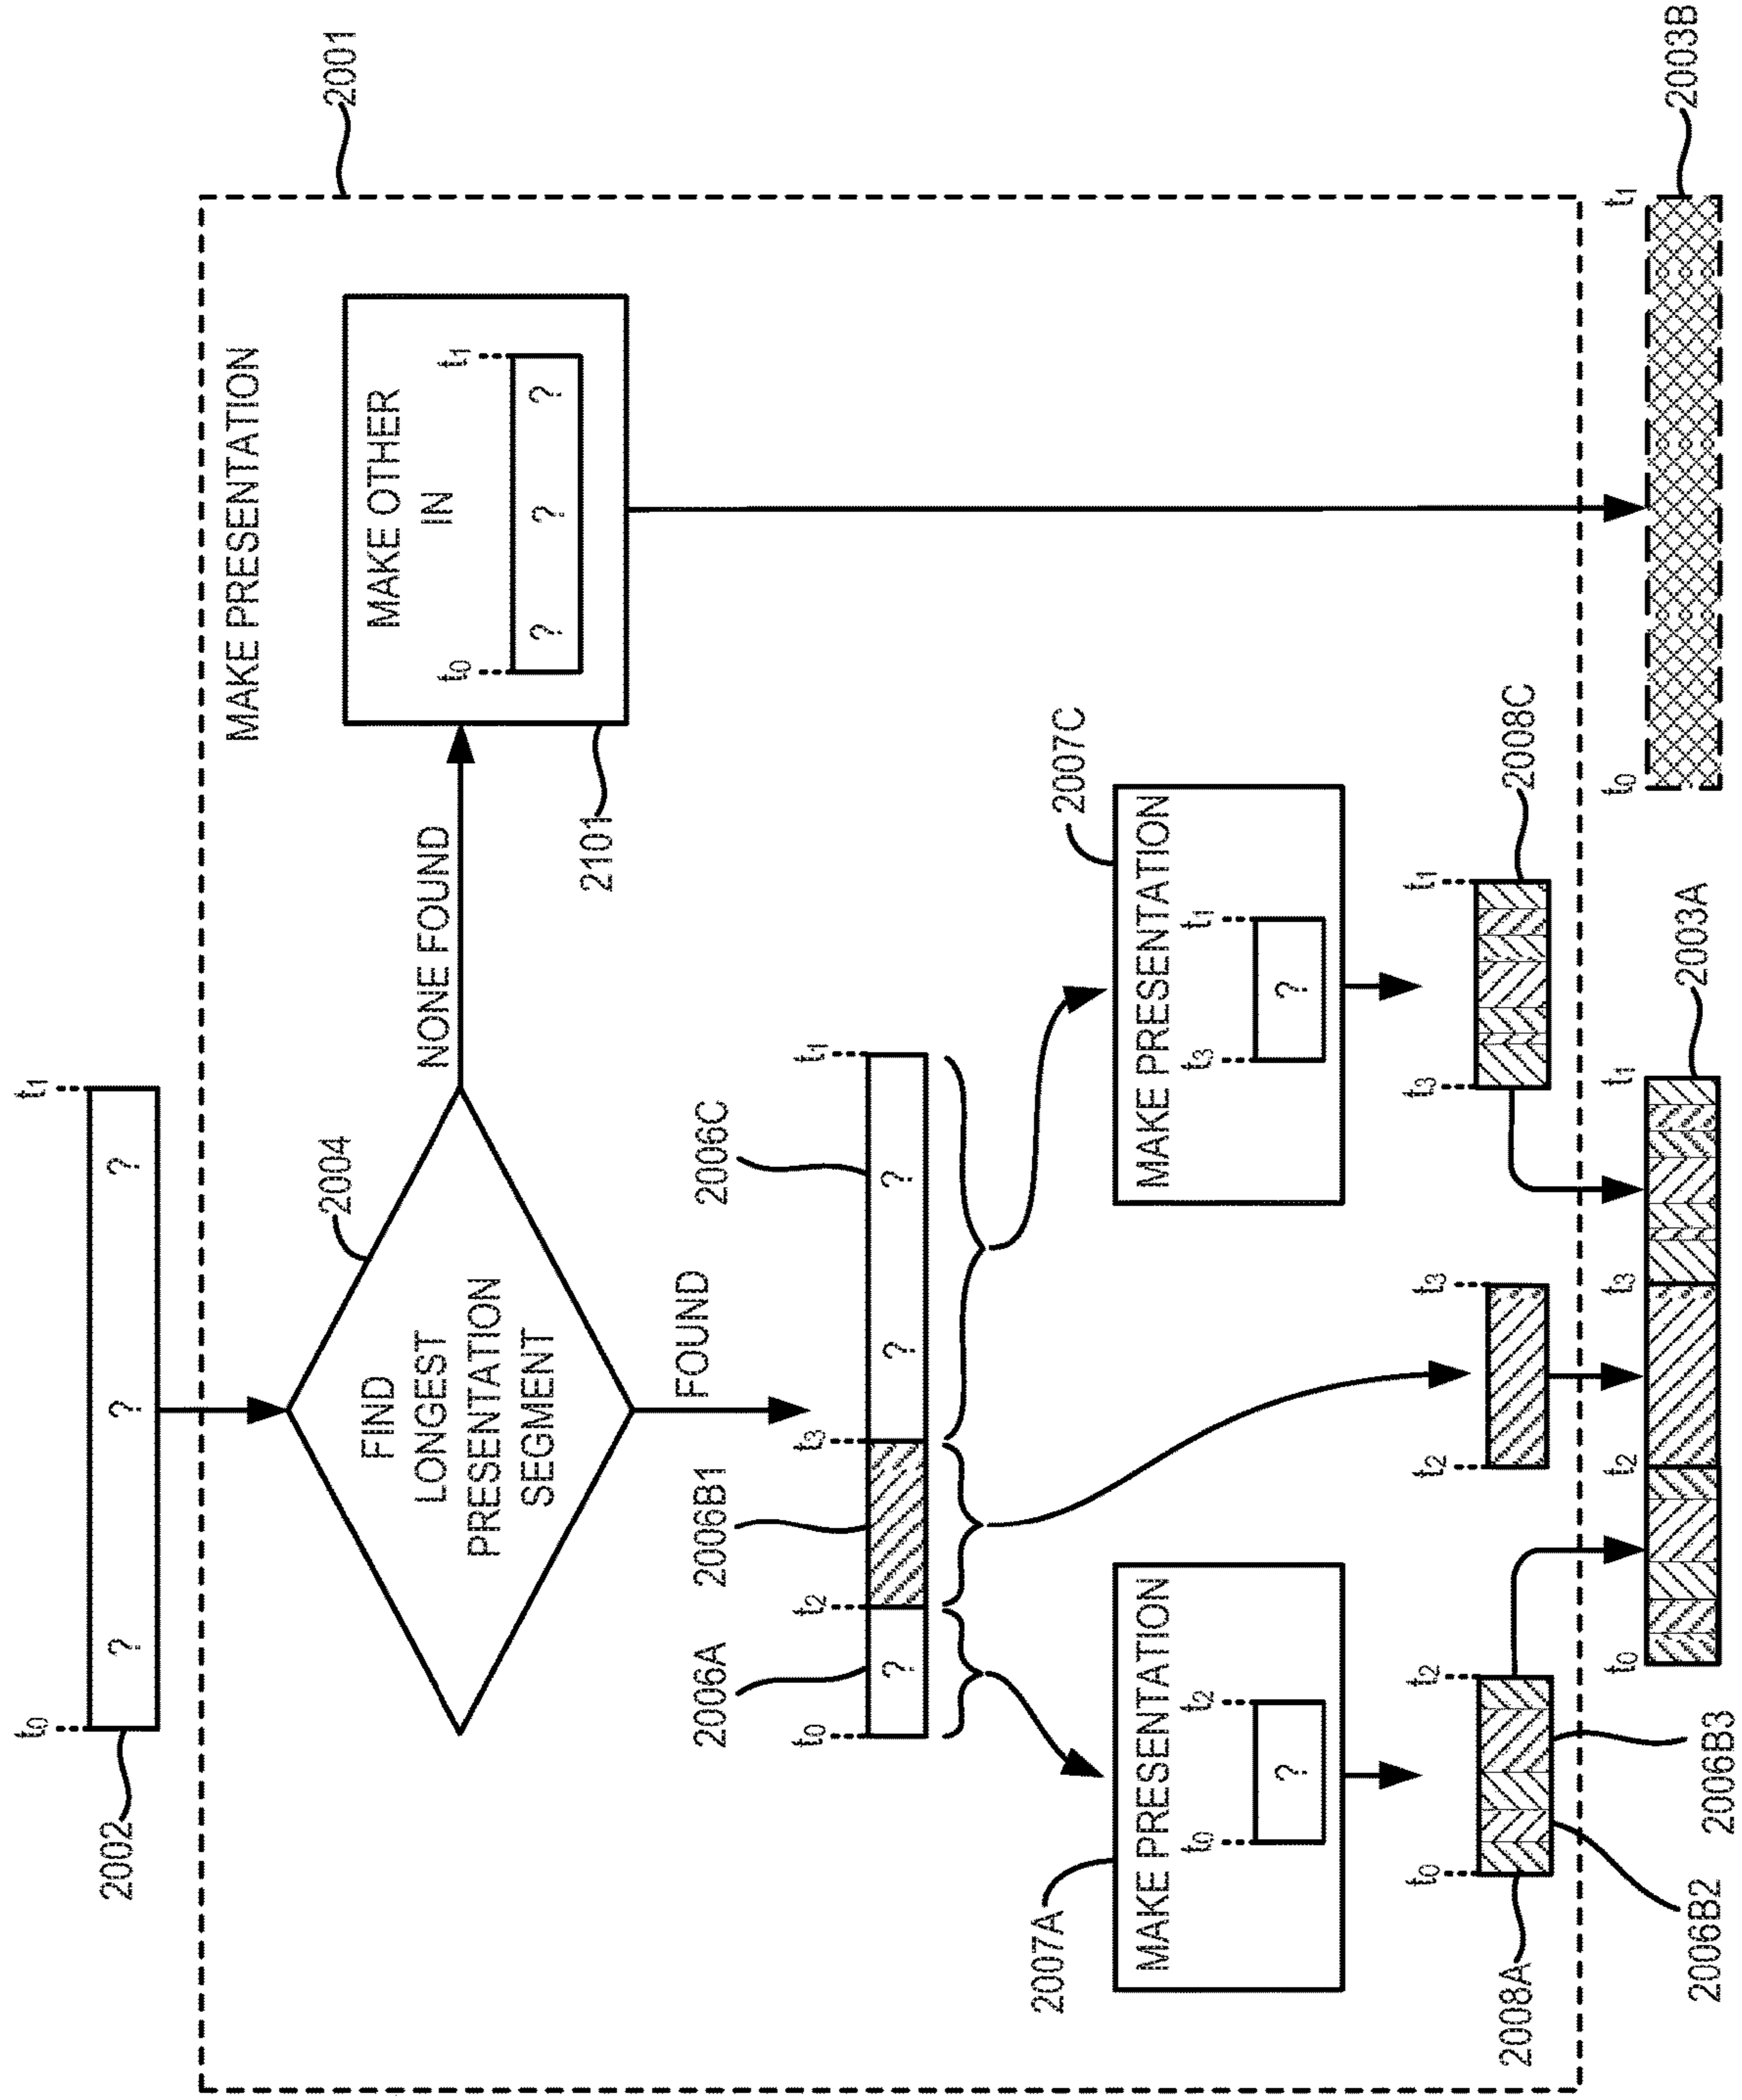 t0
t1
2002
?
?
?
2001
MAKE PRESENTATION
2004
FIND
LONGEST
PRESENTATION
SEGMENT
NONE FOUND
MAKE OTHER
IN
t0
t1
?
?
?
2101
FOUND
2006A
2006B1
2006C
t0
t2
t3
t1
?
?
?
2007A
MAKE PRESENTATION
t0
t2
?
2007C
MAKE PRESENTATION
t3
t1
?
t0
t2
t2
t3
t3
t1
2008A
2008C
2006B2
2006B3
t0
t2
t3
t1
2003A
t0
t1
2003B